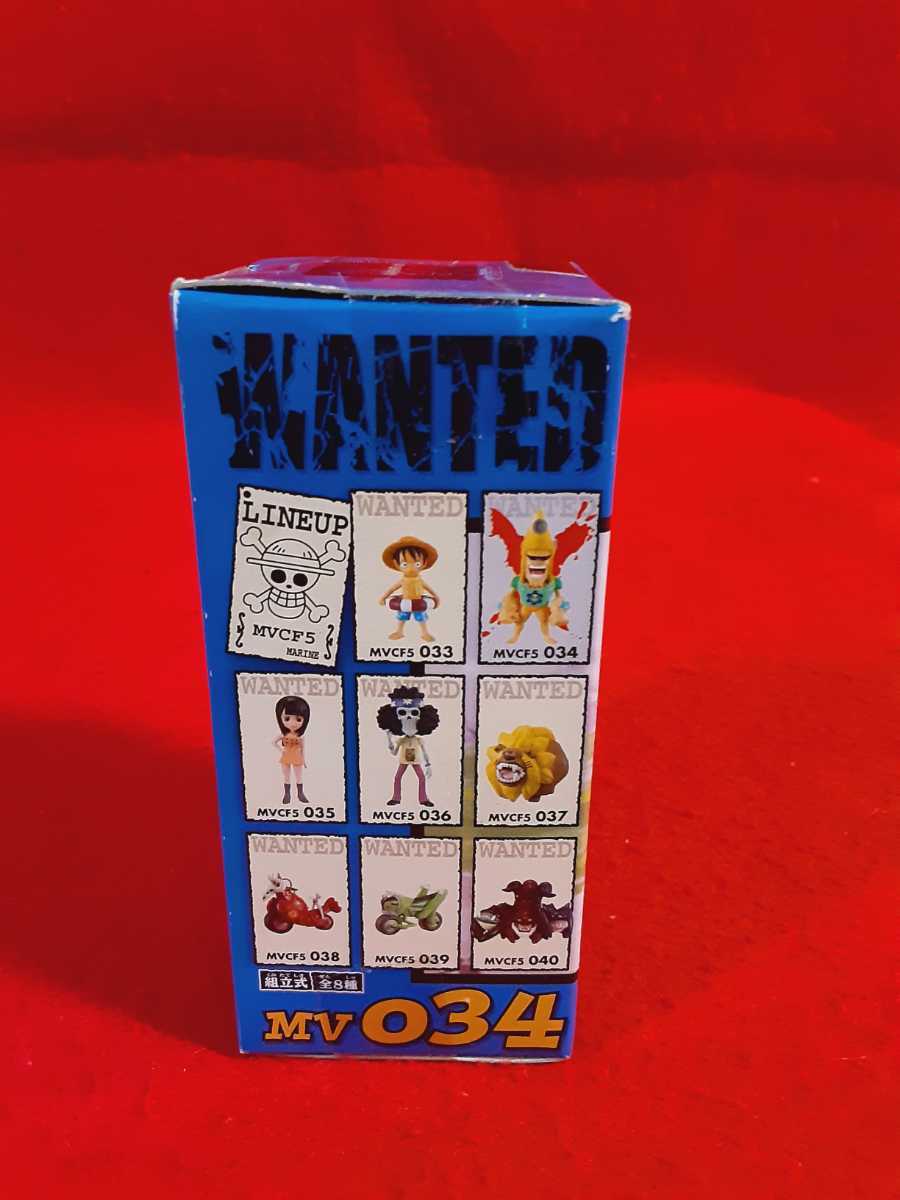 WANTED
LINEUP
MVCF5
MARINE
WANTED
MVCF5 033
WANTED
MVCF5 034
WANTED
MVCF5 035
WANTED
MVCF5 036
WANTED
MVCF5 037
WANTED
MVCF5 038
WANTED
MVCF5 039
WANTED
MVCF5 040
組立式 全8種
MV 034